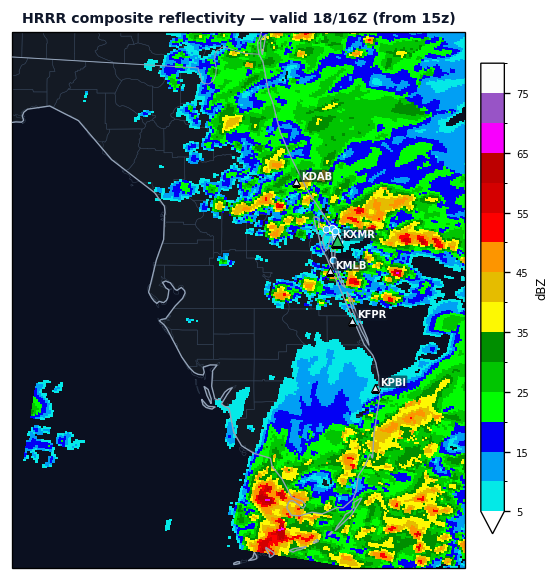 HRRR composite reflectivity — valid 18/16Z (from 15z)
KDAB
KXMR
KMLB
KFPR
KPBI
75
65
55
45
35
25
15
5
dBZ